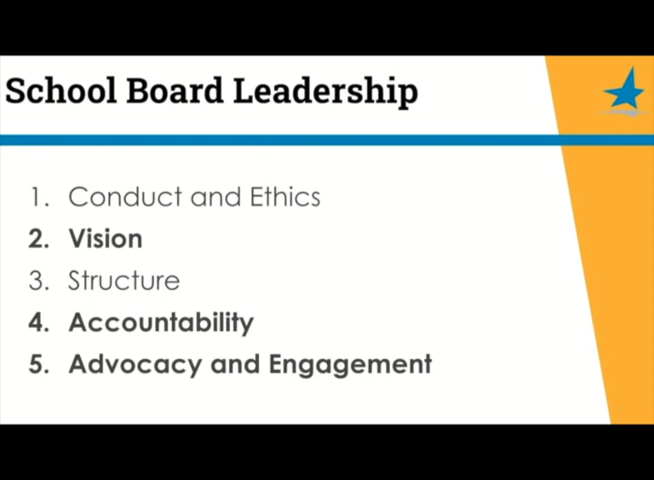 School Board Leadership
1. Conduct and Ethics
2. Vision
3. Structure
4. Accountability
5. Advocacy and Engagement